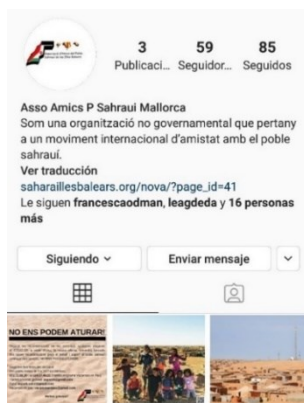 3 59 85
Publicaci... Seguidor... Seguidos
Asso Amics P Sahraui Mallorca
Som una organització no governamental que pertany
a un moviment internacional d'amistat amb el poble
sahrauí.
Ver traducción
saharaillesbalears.org/nova/?page_id=41
Le siguen francescaodman, leagdeda y 16 personas
más
Siguiendo
Enviar mensaje
NO ENS PODEM ATURAR!